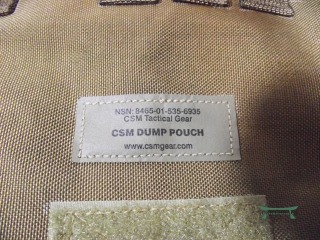 NSN: 8465-01-535-6935
CSM Tactical Gear
CSM DUMP POUCH
www.csmgear.com